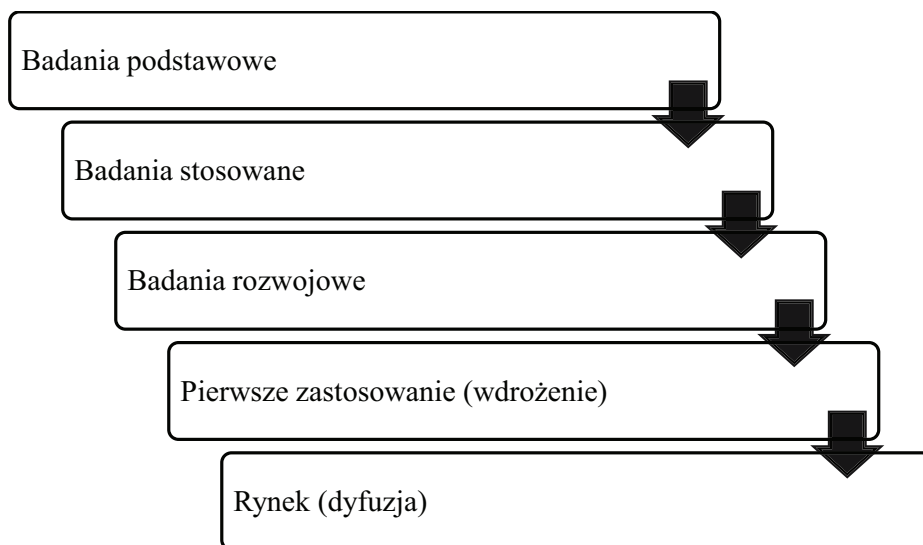 Badania podstawowe
Badania stosowane
Badania rozwojowe
Pierwsze zastosowanie (wdrożenie)
Rynek (dyfuzja)